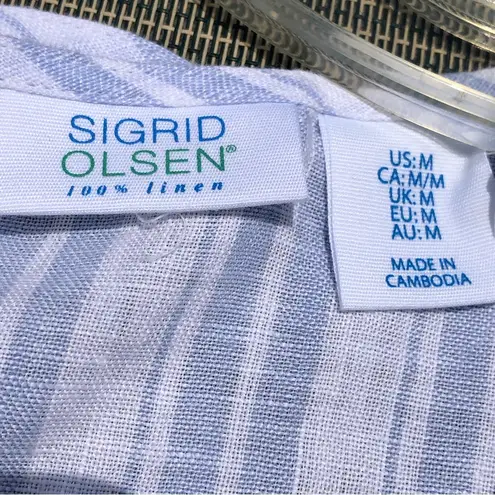 SIGRID
OLSEN®
100% linen
US: M
CA: M/M
UK: M
EU: M
AU: M
MADE IN
CAMBODIA